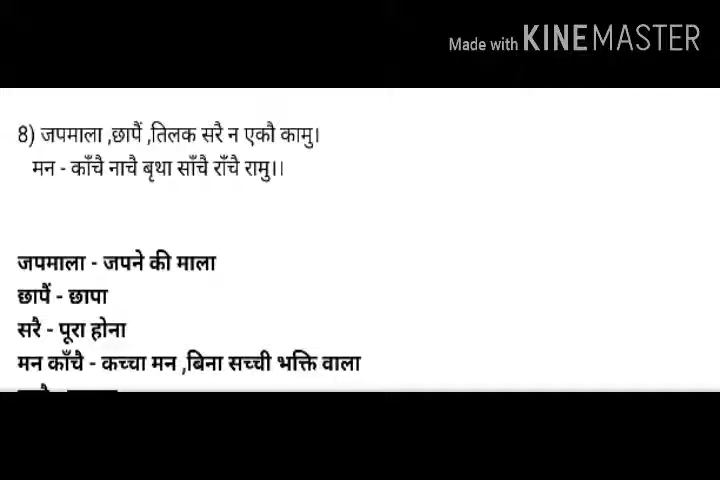 Made with KINEMASTER
8) जपमाला ,छापैं ,तिलक सरै न एकौ कामु।
मन - काँचै नाचै बृथा साँचै राँचै रामु।।
जपमाला - जपने की माला
छापैं - छापा
सरै - पूरा होना
मन काँचै - कच्चा मन ,बिना सच्ची भक्ति वाला